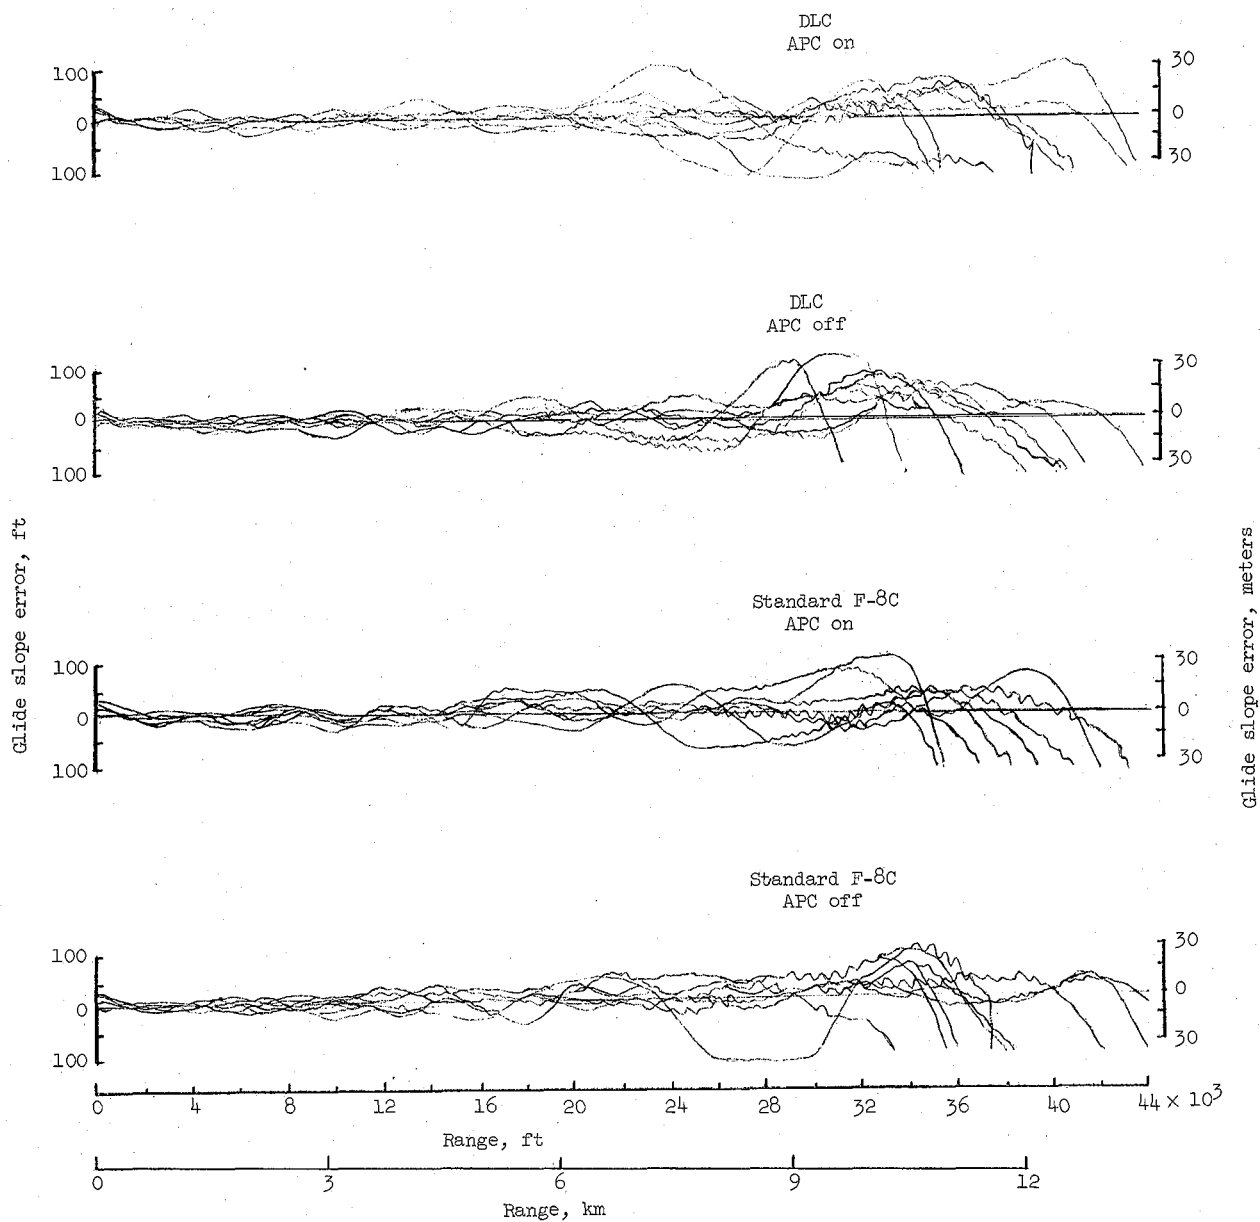 DLC
APC on
100
0
100
30
0
30
DLC
APC off
100
0
100
30
0
30
Glide slope error, ft
Glide slope error, meters
Standard F-8C
APC on
100
0
100
30
0
30
Standard F-8C
APC off
100
0
100
30
0
30
0 4 8 12 16 20 24 28 32 36 40 44 × 10³
Range, ft
0 3 6 9 12
Range, km